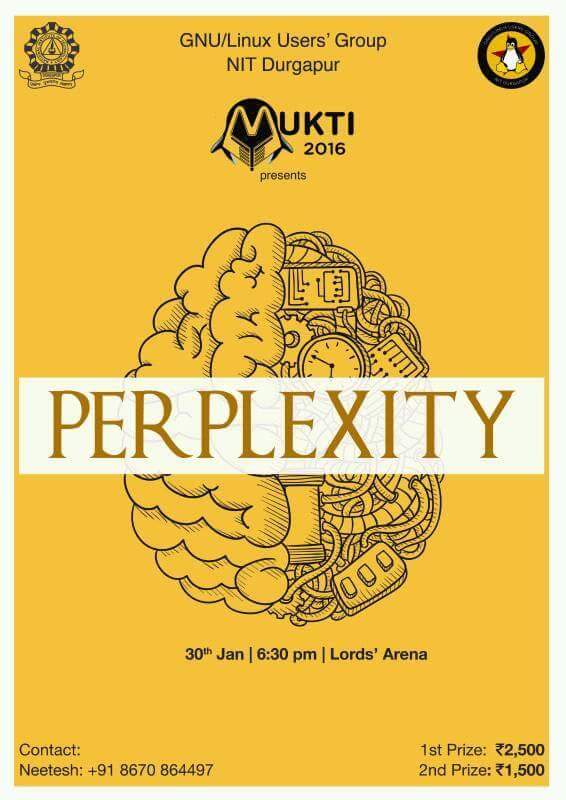 GNU/Linux Users' Group
NIT Durgapur
MUKTI
2016
presents
PERPLEXITY
30th Jan | 6:30 pm | Lords' Arena
Contact:
Neetesh: +91 8670 864497
1st Prize: ₹2,500
2nd Prize: ₹1,500